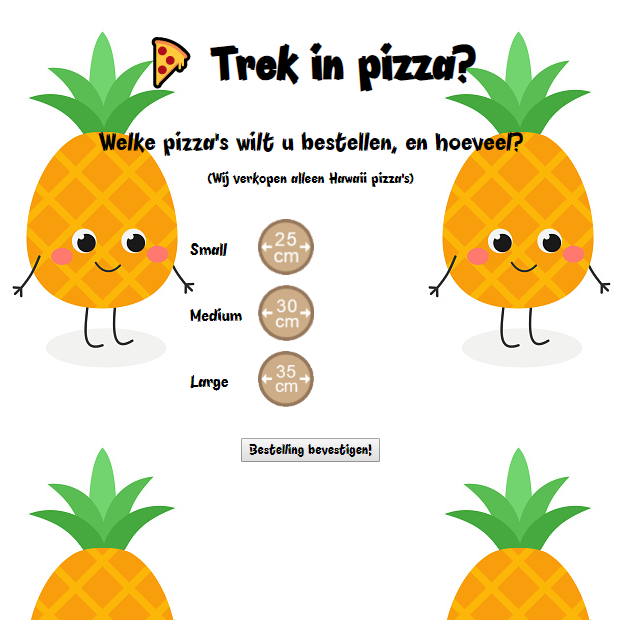 Trek in pizza?
Welke pizza's wilt u bestellen, en hoeveel?
(Wij verkopen alleen Hawaii pizza's)
Small
25
cm
Medium
30
cm
Large
35
cm
Bestelling bevestigen!